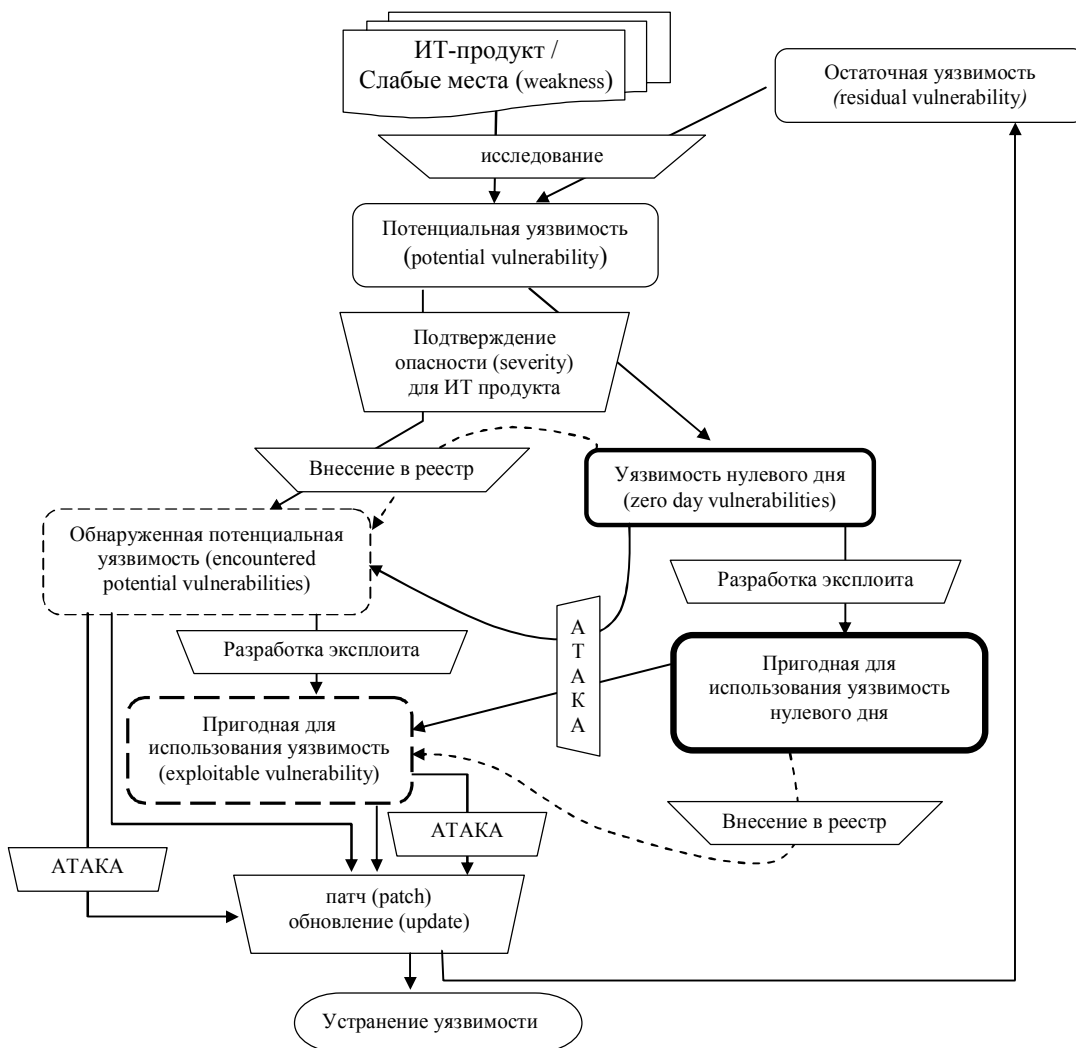 ИТ-продукт /
Слабые места (weakness)
Остаточная уязвимость
(residual vulnerability)
исследование
Потенциальная уязвимость
(potential vulnerability)
Подтверждение
опасности (severity)
для ИТ продукта
Внесение в реестр
Уязвимость нулевого дня
(zero day vulnerabilities)
Обнаруженная потенциальная
уязвимость (encountered
potential vulnerabilities)
Разработка эксплоита
Разработка эксплоита
А
Т
А
К
А
Пригодная для
использования уязвимость
нулевого дня
Пригодная для
использования уязвимость
(exploitable vulnerability)
Внесение в реестр
АТАКА
АТАКА
патч (patch)
обновление (update)
Устранение уязвимости